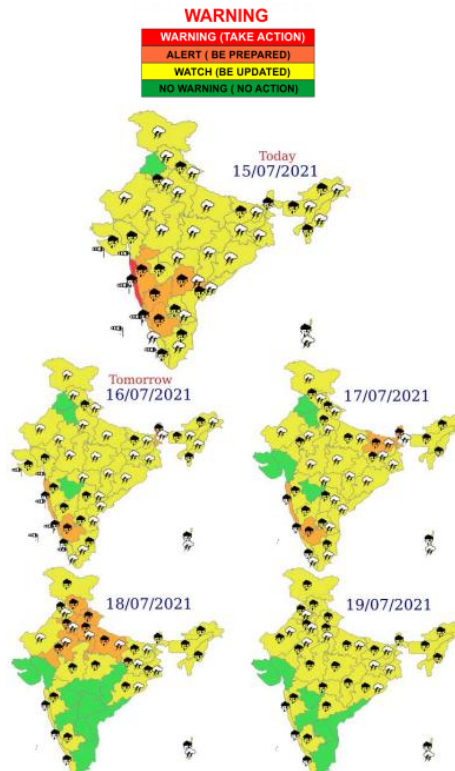 WARNING
WARNING (TAKE ACTION)
ALERT ( BE PREPARED)
WATCH (BE UPDATED)
NO WARNING ( NO ACTION)
Today
15/07/2021
Tomorrow
16/07/2021
17/07/2021
18/07/2021
19/07/2021